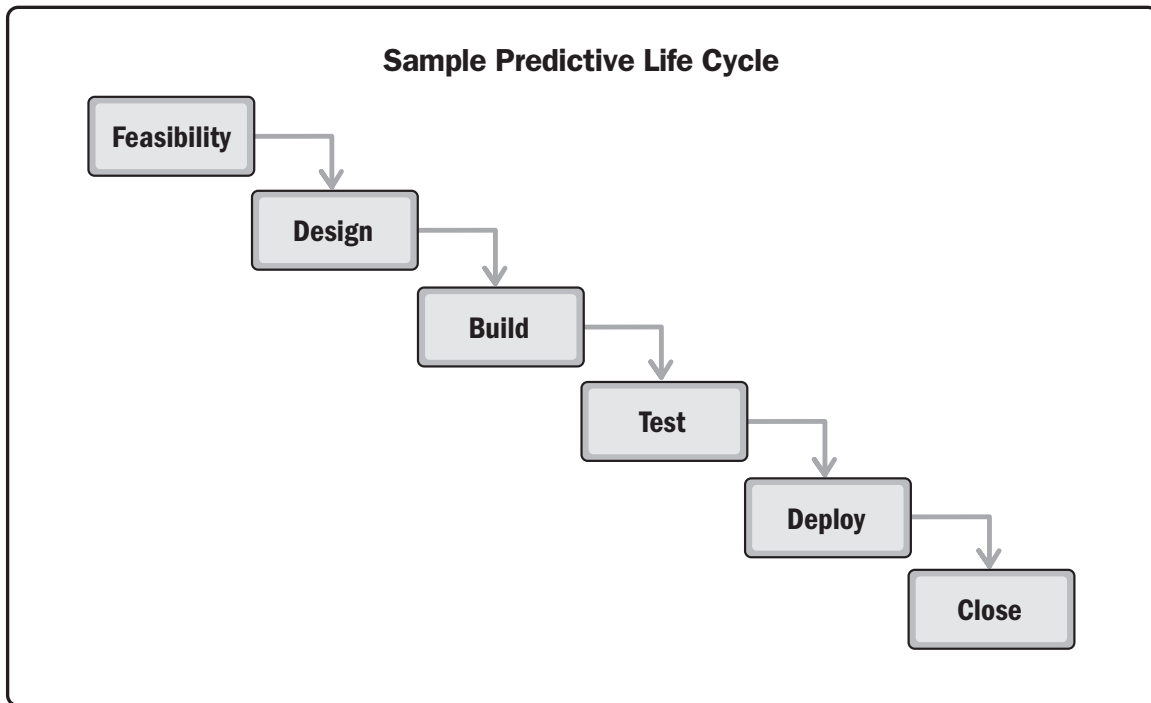 Sample Predictive Life Cycle
Feasibility
Design
Build
Test
Deploy
Close